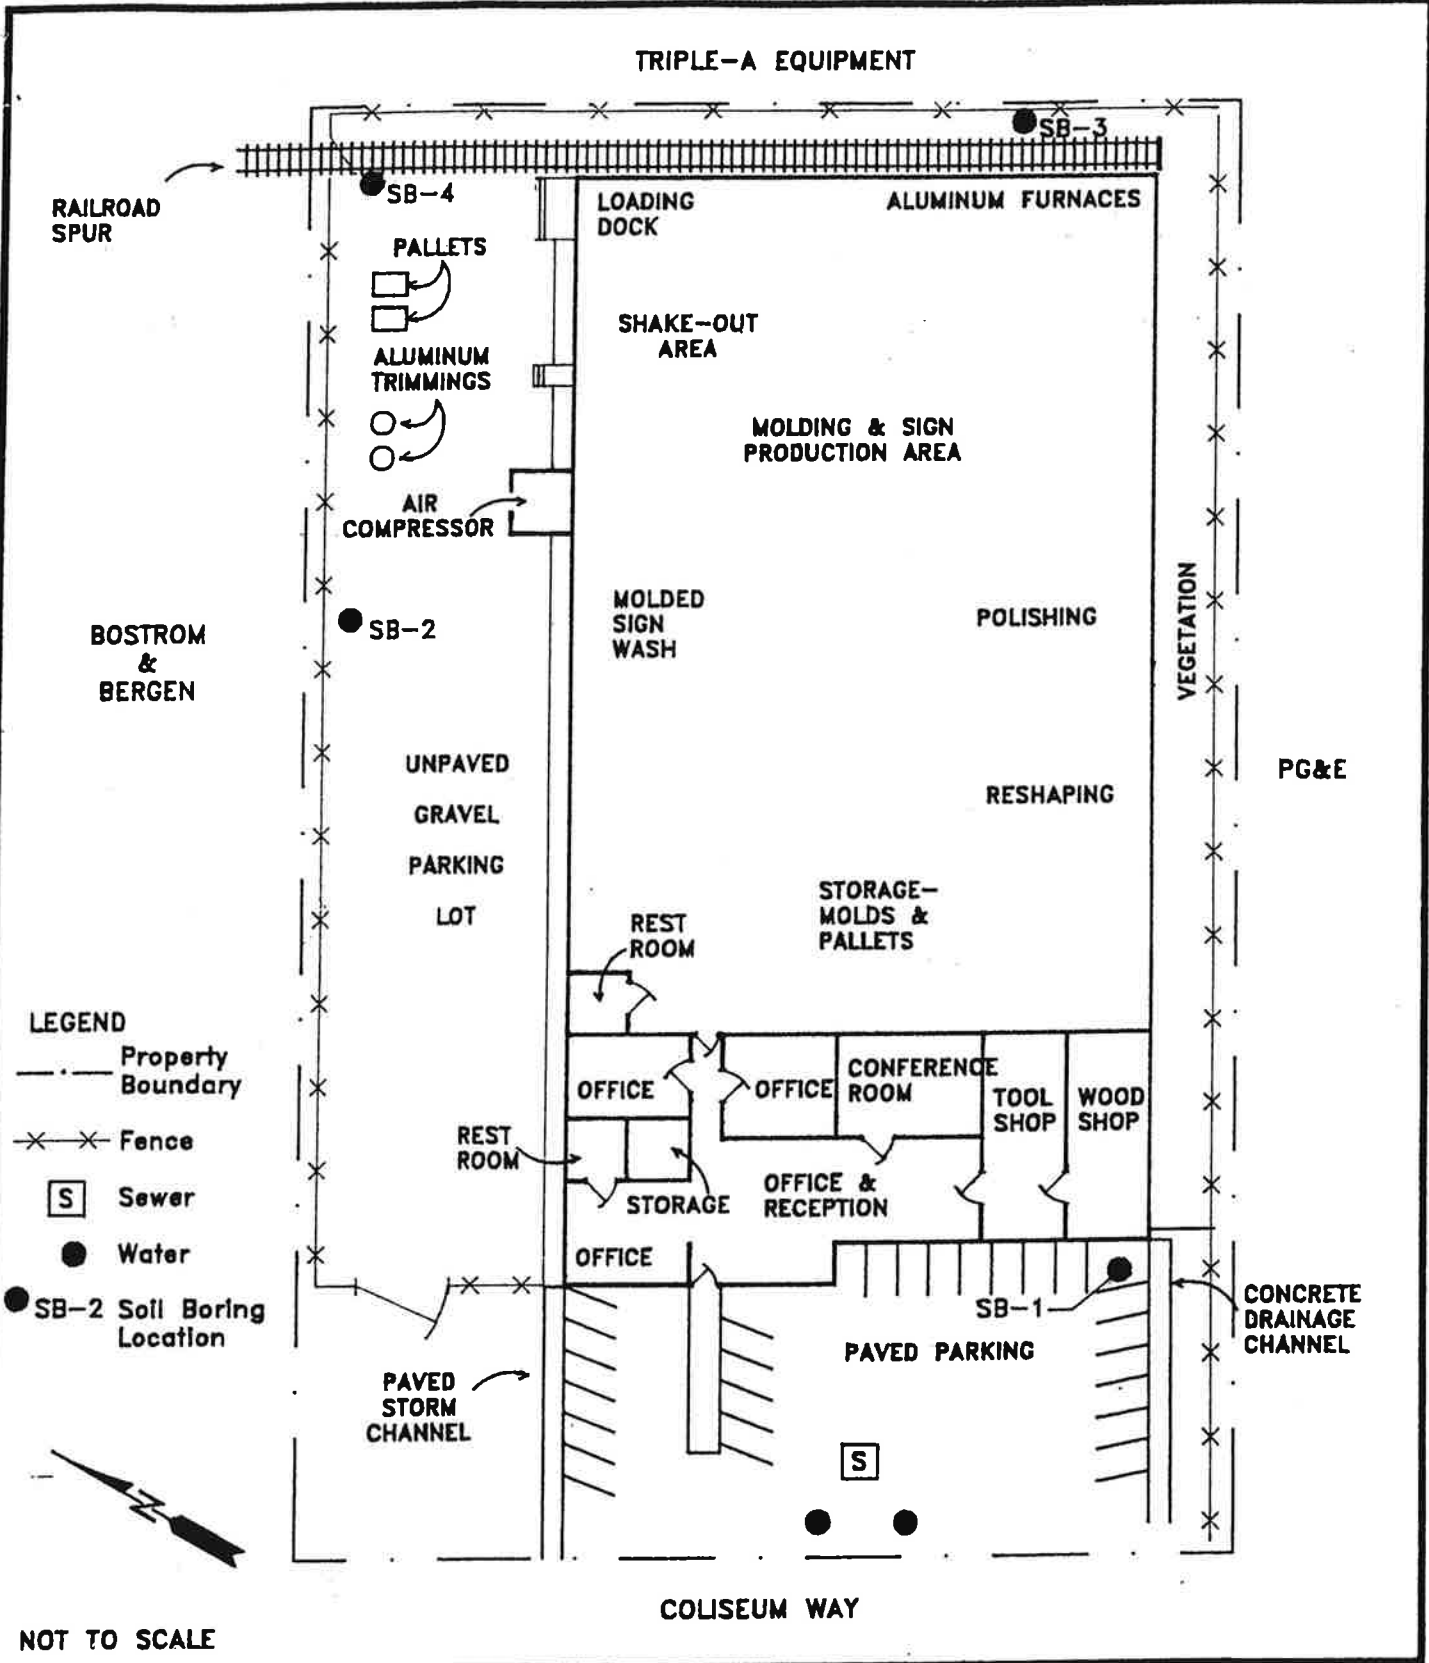 TRIPLE-A EQUIPMENT
SB-3
SB-4
RAILROAD
SPUR
LOADING
DOCK
ALUMINUM FURNACES
PALLETS
SHAKE-OUT
AREA
ALUMINUM
TRIMMINGS
MOLDING & SIGN
PRODUCTION AREA
AIR
COMPRESSOR
MOLDED
SIGN
WASH
POLISHING
VEGETATION
SB-2
BOSTROM
&
BERGEN
UNPAVED
GRAVEL
PARKING
LOT
PG&E
RESHAPING
STORAGE-
MOLDS &
PALLETS
REST
ROOM
OFFICE
OFFICE
CONFERENCE
ROOM
TOOL
SHOP
WOOD
SHOP
REST
ROOM
STORAGE
OFFICE &
RECEPTION
OFFICE
SB-1
CONCRETE
DRAINAGE
CHANNEL
PAVED PARKING
PAVED
STORM
CHANNEL
S
LEGEND
Property
Boundary
Fence
S Sewer
Water
SB-2 Soil Boring
Location
N
COLISEUM WAY
NOT TO SCALE